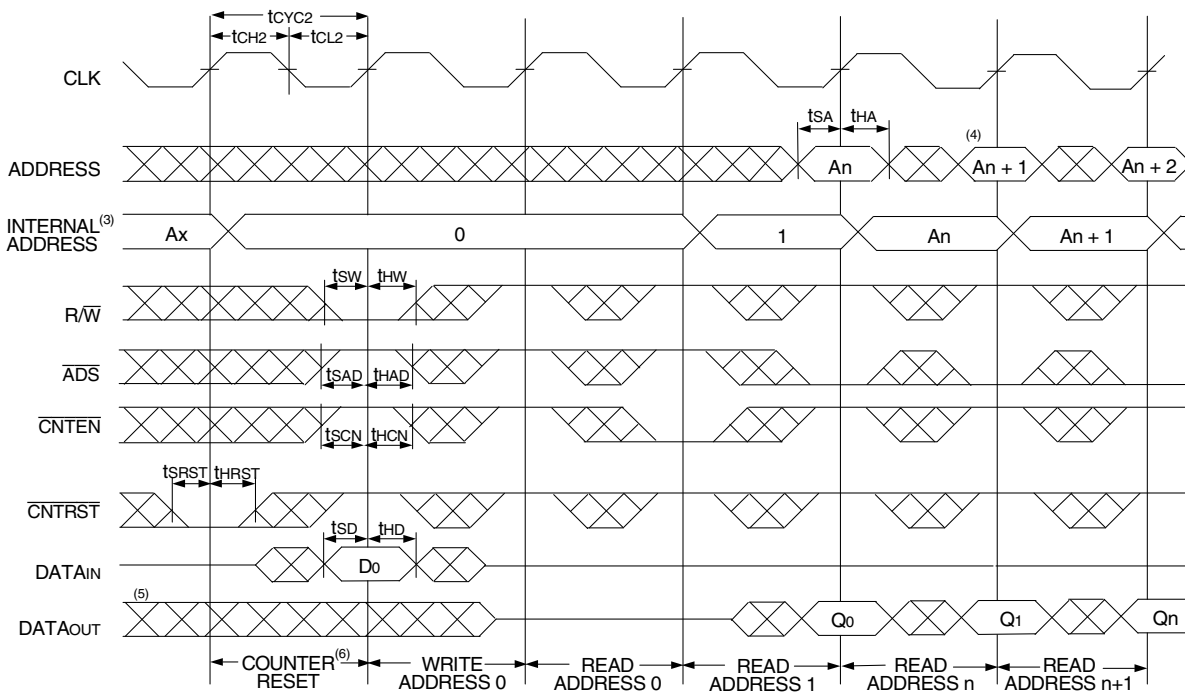 tCYC2
tCH2 tCL2
CLK
tSA tHA
(4)
ADDRESS An An + 1 An + 2
INTERNAL(3)
ADDRESS Ax 0 1 An An + 1
tSW tHW
R/W
ADS
tSAD tHAD
CNTEN
tSCN tHCN
tSRST tHRST
CNTRST
tSD tHD
DATAIN D0
(5)
DATAOUT Q0 Q1 Qn
COUNTER(6) WRITE READ READ READ READ
RESET ADDRESS 0 ADDRESS 0 ADDRESS 1 ADDRESS n ADDRESS n+1